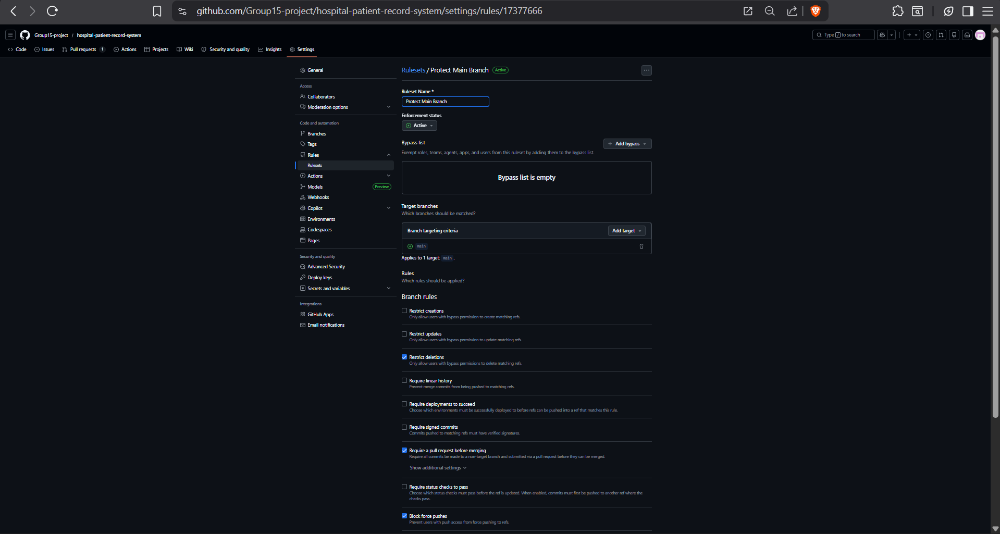 github.com/Group15-project/hospital-patient-record-system/settings/rules/17377666
Group15-project / hospital-patient-record-system
Type / to search
Code
Issues
Pull requests 1
Actions
Projects
Wiki
Security and quality
Insights
Settings
General
Access
Collaborators
Moderation options
Code and automation
Branches
Tags
Rules
Rulesets
Actions
Models Preview
Webhooks
Copilot
Environments
Codespaces
Pages
Security and quality
Advanced Security
Deploy keys
Secrets and variables
Integrations
GitHub Apps
Email notifications
Rulesets / Protect Main Branch Active
Ruleset Name *
Protect Main Branch
Enforcement status
Active
Bypass list
Add bypass
Exempt roles, teams, agents, apps, and users from this ruleset by adding them to the bypass list.
Bypass list is empty
Target branches
Which branches should be matched?
Branch targeting criteria
Add target
main
Applies to 1 target: main .
Rules
Which rules should be applied?
Branch rules
Restrict creations
Only allow users with bypass permission to create matching refs.
Restrict updates
Only allow users with bypass permission to update matching refs.
Restrict deletions
Only allow users with bypass permissions to delete matching refs.
Require linear history
Prevent merge commits from being pushed to matching refs.
Require deployments to succeed
Choose which environments must be successfully deployed to before refs can be pushed into a ref that matches this rule.
Require signed commits
Commits pushed to matching refs must have verified signatures.
Require a pull request before merging
Require all commits be made to a non-target branch and submitted via a pull request before they can be merged.
Show additional settings
Require status checks to pass
Choose which status checks must pass before the ref is updated. When enabled, commits must first be pushed to another ref where the
checks pass.
Block force pushes
Prevent users with push access from force pushing to refs.